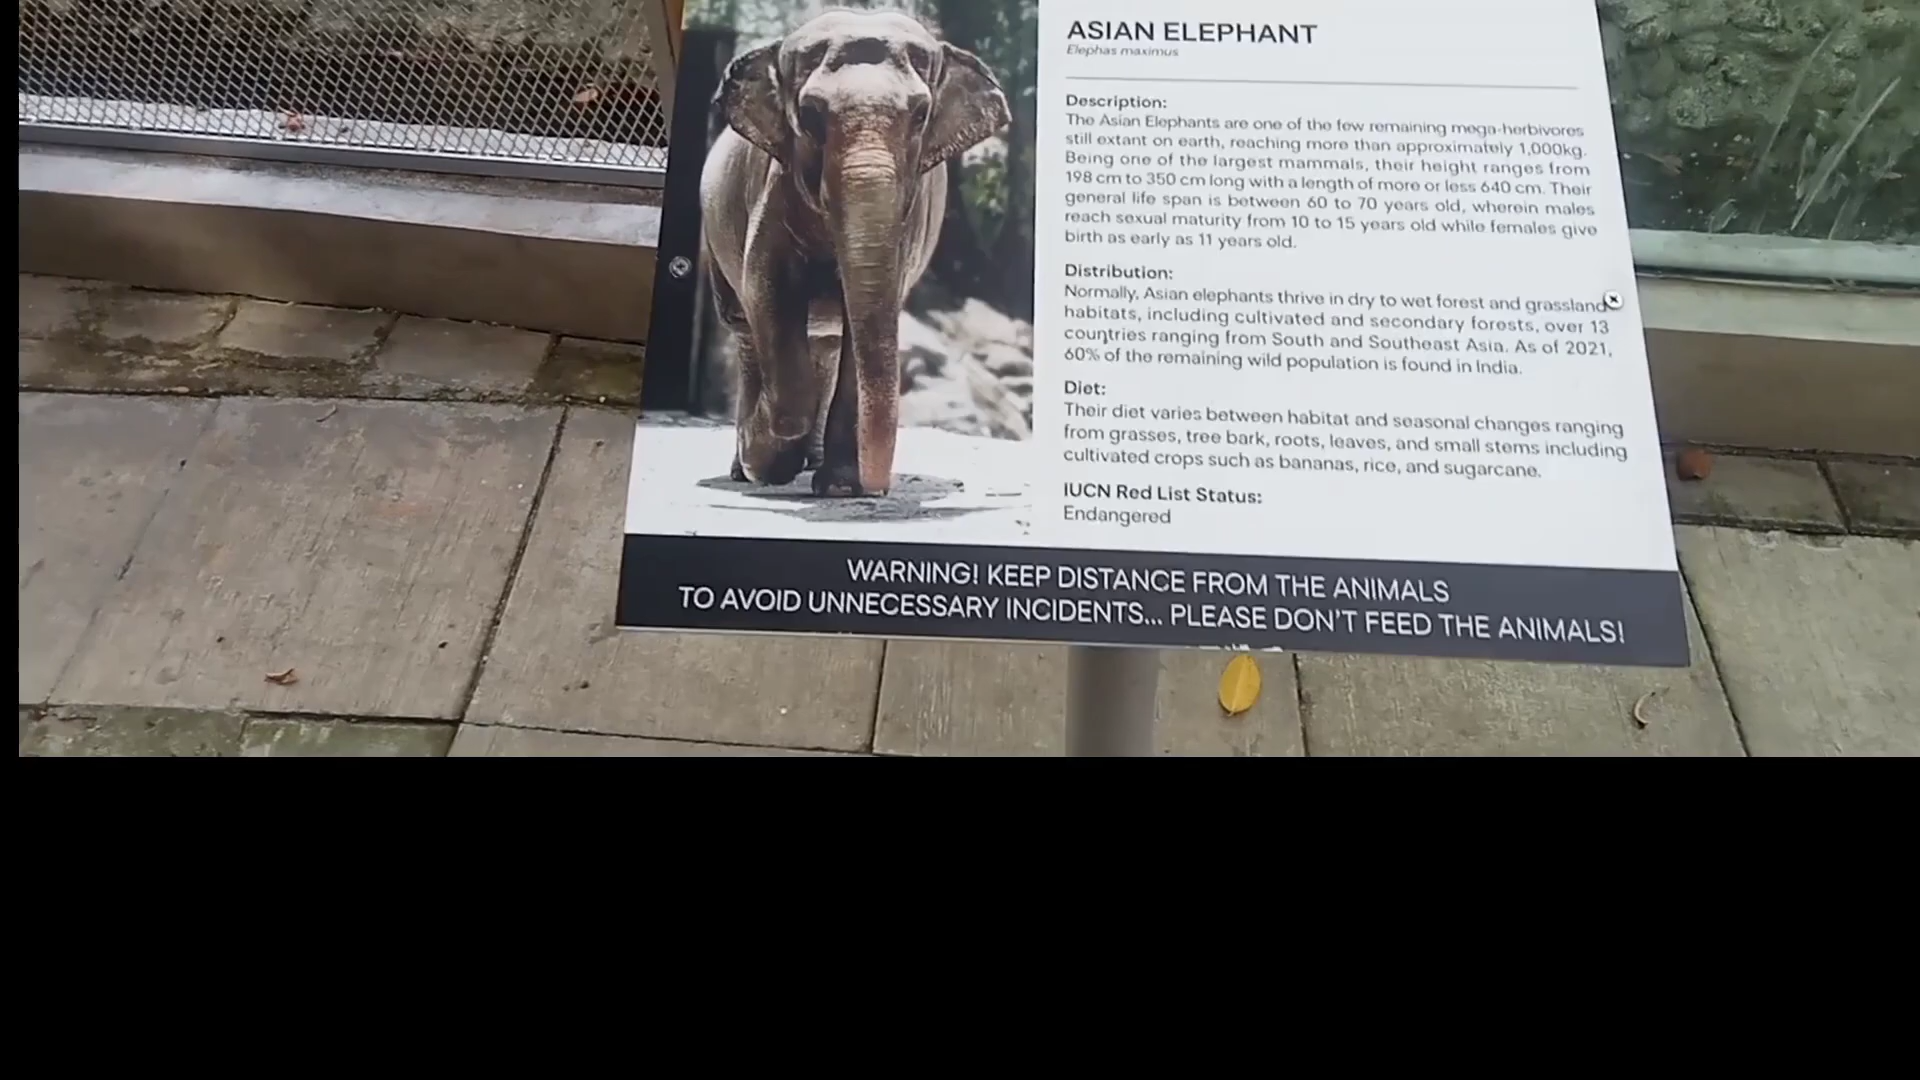 ASIAN ELEPHANT
Elephas maximus
Description:
The Asian Elephants are one of the few remaining mega-herbivores
still extant on earth, reaching more than approximately 1,000kg.
Being one of the largest mammals, their height ranges from
198 cm to 350 cm long with a length of more or less 640 cm. Their
general life span is between 60 to 70 years old, wherein males
reach sexual maturity from 10 to 15 years old while females give
birth as early as 11 years old.
Distribution:
Normally, Asian elephants thrive in dry to wet forest and grassland
habitats, including cultivated and secondary forests, over 13
countries ranging from South and Southeast Asia. As of 2021,
60% of the remaining wild population is found in India.
Diet:
Their diet varies between habitat and seasonal changes ranging
from grasses, tree bark, roots, leaves, and small stems including
cultivated crops such as bananas, rice, and sugarcane.
IUCN Red List Status:
Endangered
WARNING! KEEP DISTANCE FROM THE ANIMALS
TO AVOID UNNECESSARY INCIDENTS... PLEASE DON'T FEED THE ANIMALS!